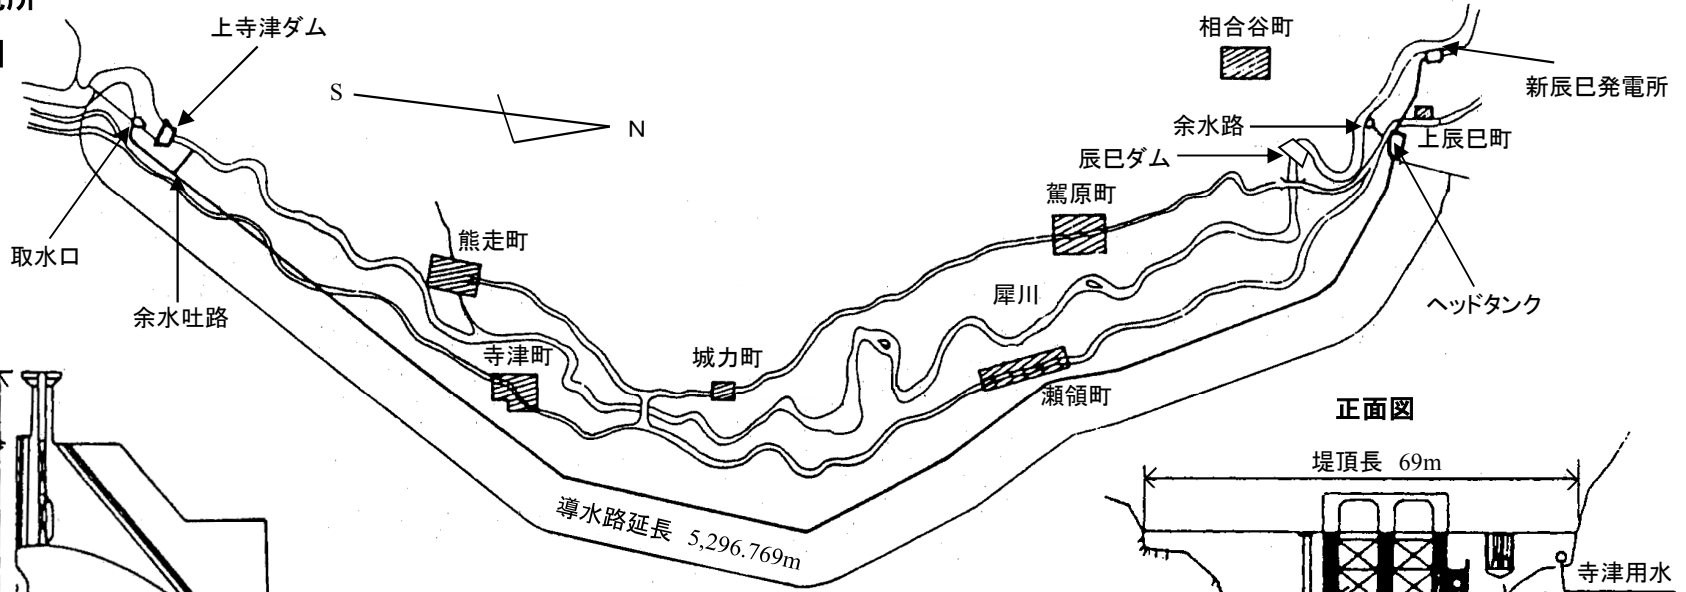 上寺津ダム
相合谷町
新辰巳発電所
S
N
余水路
上辰巳町
辰巳ダム
駕原町
取水口
熊走町
犀川
ヘッドタンク
余水吐路
寺津町
城力町
瀬領町
正面図
堤頂長 69m
導水路延長 5,296.769m
寺津用水